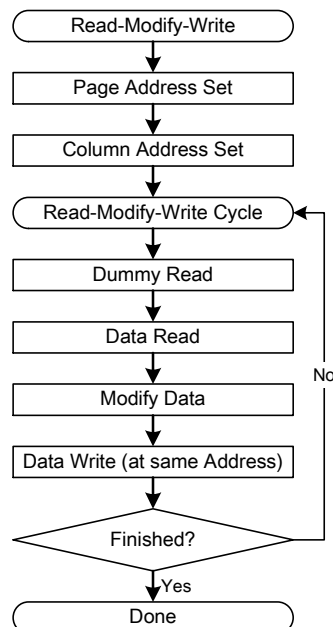 Read-Modify-Write
Page Address Set
Column Address Set
Read-Modify-Write Cycle
Dummy Read
Data Read
No
Modify Data
Data Write (at same Address)
Finished?
Yes
Done